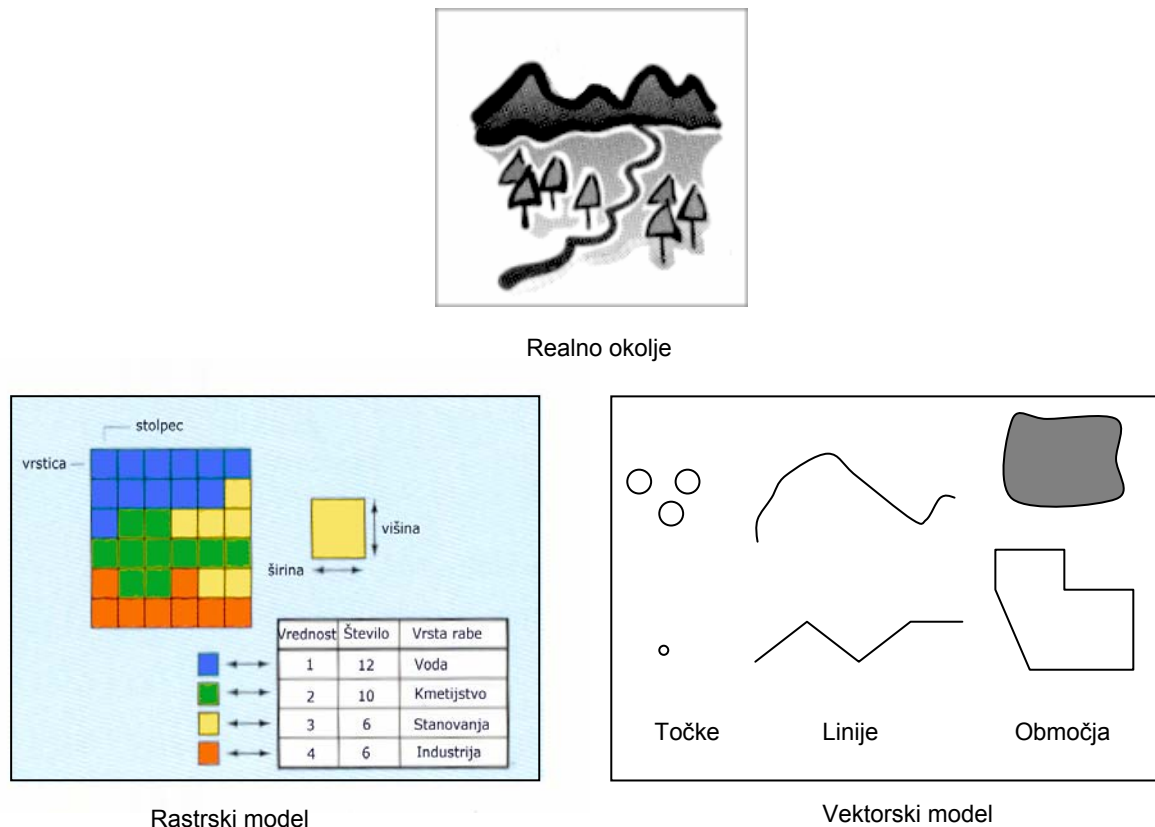 Realno okolje
stolpec
vrstica
višina
širina
Vrednost Število Vrsta rabe
1 12 Voda
2 10 Kmetijstvo
3 6 Stanovanja
4 6 Industrija
Rastrski model
Točke Linije Območja
Vektorski model